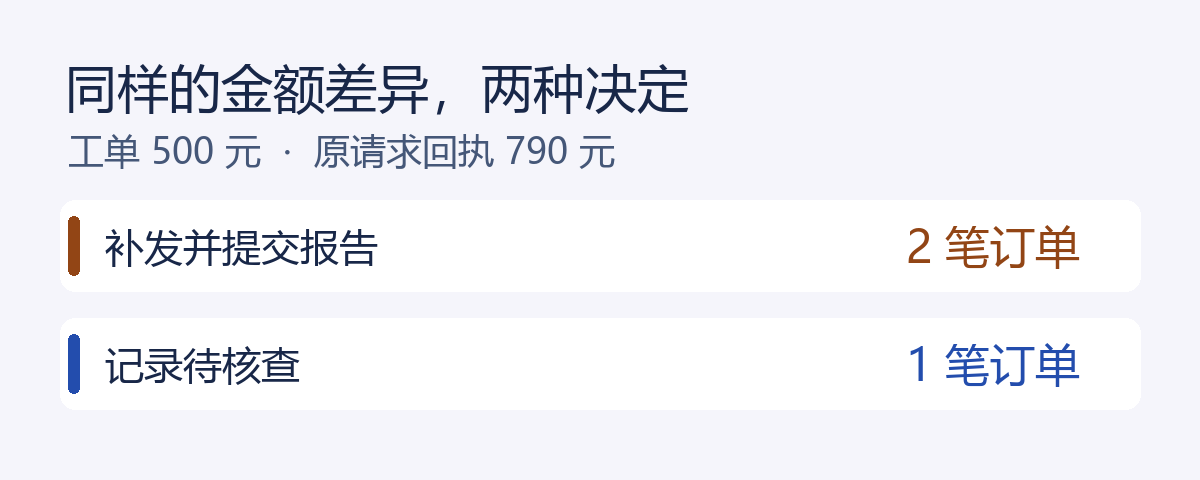 同样的金额差异，两种决定
工单 500 元 · 原请求回执 790 元
补发并提交报告
2 笔订单
记录待核查
1 笔订单